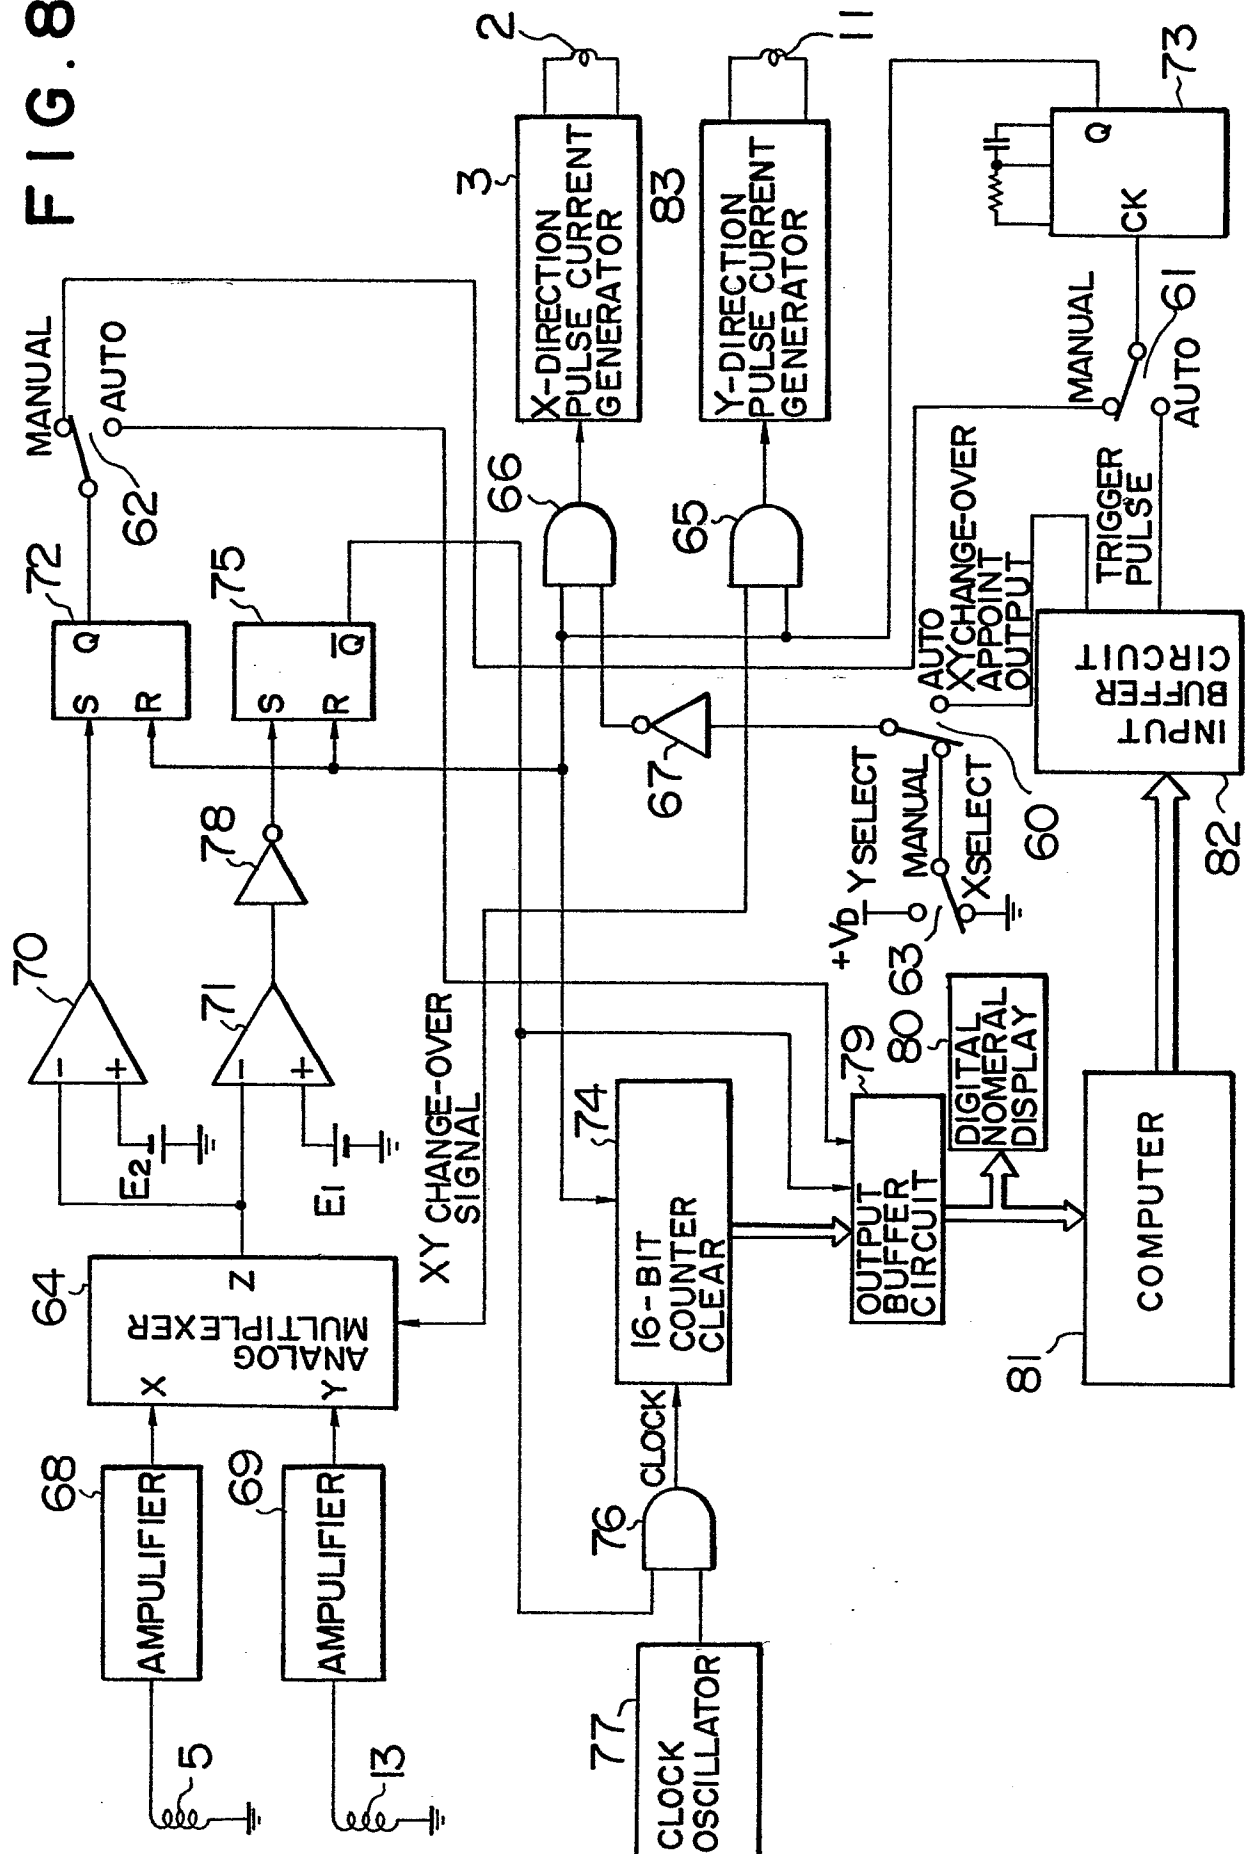 FIG. 8
2
11
3
X-DIRECTION
PULSE CURRENT
GENERATOR
83
Y-DIRECTION
PULSE CURRENT
GENERATOR
73
Q
CK
MANUAL
AUTO
61
MANUAL
AUTO
62
66
65
72
S
Q
R
75
S
Q
R
TRIGGER
PULSE
AUTO
XYCHANGE-OVER
APPOINT
OUTPUT
INPUT
BUFFER
CIRCUIT
82
67
60
YSELECT
MANUAL
XSELECT
+VD
63
78
70
-
+
E2
71
-
+
E1
XY CHANGE-OVER
SIGNAL
74
16-BIT
COUNTER
CLEAR
79
OUTPUT
BUFFER
CIRCUIT
80
DIGITAL
NOMERAL
DISPLAY
COMPUTER
81
64
X
Y
Z
ANALOG
MULTIPLEXER
68
AMPULIFIER
69
AMPULIFIER
5
13
CLOCK
76
77
CLOCK
OSCILLATOR